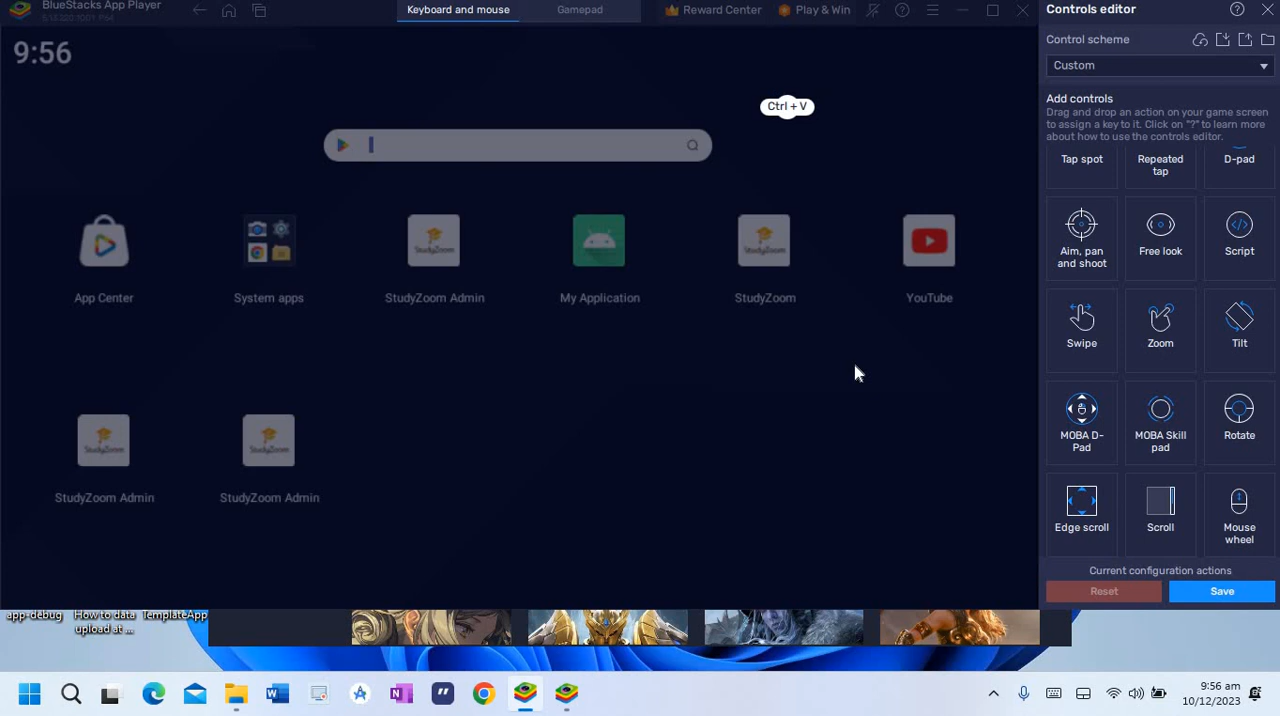 BlueStacks App Player
Keyboard and mouse
Gamepad
Reward Center
Play & Win
9:56
Ctrl + V
App Center
System apps
StudyZoom Admin
My Application
StudyZoom
YouTube
StudyZoom
StudyZoom
StudyZoom Admin
StudyZoom Admin
StudyZoom
StudyZoom
Controls editor
Control scheme
Custom
Add controls
Drag and drop an action on your game screen
to assign a key to it. Click on "?" to learn more
about how to use the controls editor.
Tap spot
Repeated
tap
D-pad
Aim, pan
and shoot
Free look
Script
Swipe
Zoom
Tilt
MOBA D-
Pad
MOBA Skill
pad
Rotate
Edge scroll
Scroll
Mouse
wheel
Current configuration actions
Reset
Save
app-debug
How to data
upload at ...
TemplateApp
9:56 am
10/12/2023